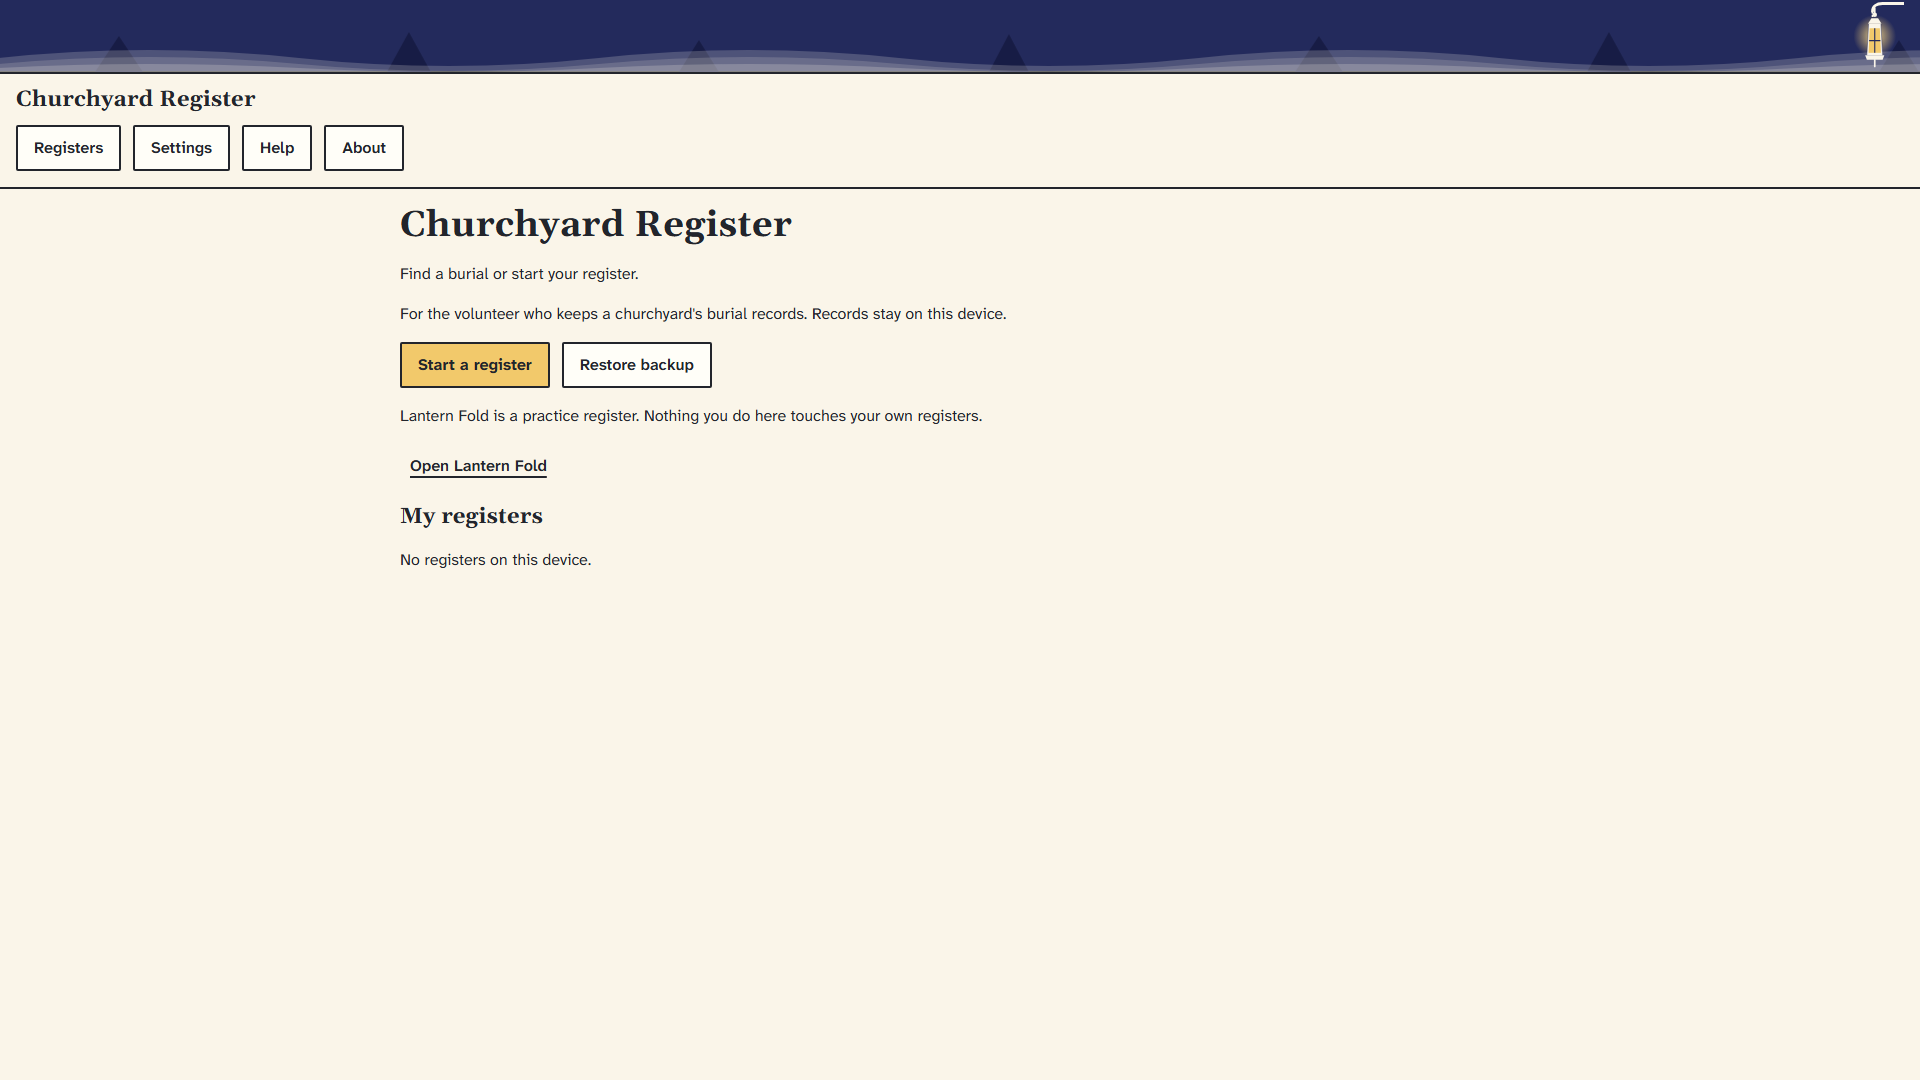 Churchyard Register
Registers
Settings
Help
About
Churchyard Register
Find a burial or start your register.
For the volunteer who keeps a churchyard's burial records. Records stay on this device.
Start a register
Restore backup
Lantern Fold is a practice register. Nothing you do here touches your own registers.
Open Lantern Fold
My registers
No registers on this device.